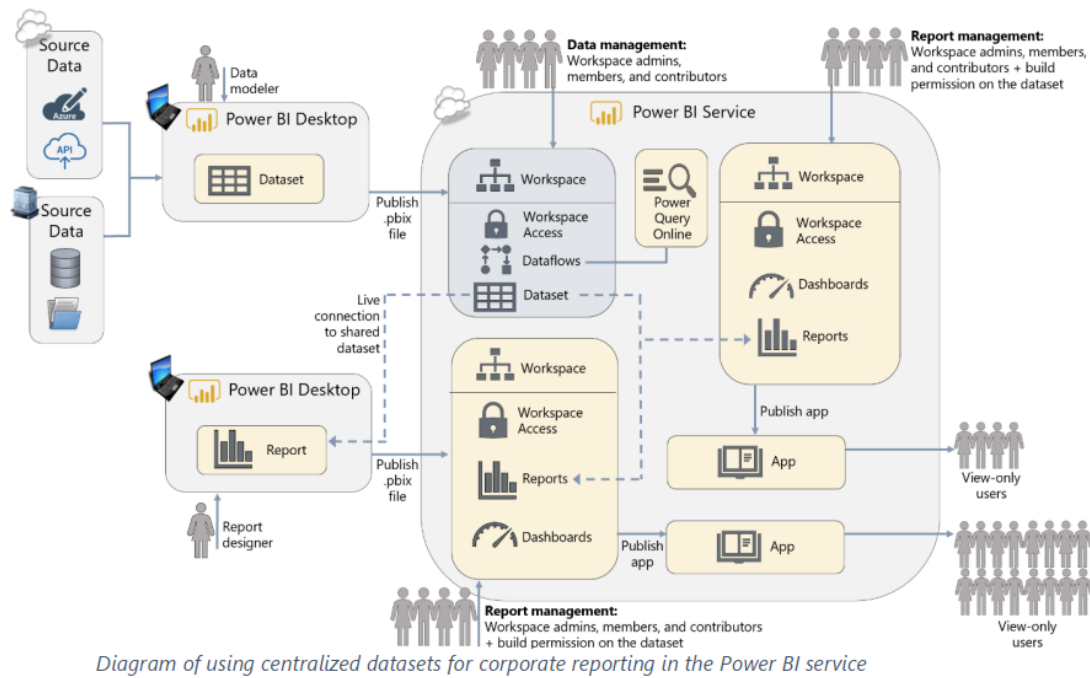 Source
Data
Azure
API
Source
Data
Data
modeler
Power BI Desktop
Dataset
Publish
.pbix
file
Data management:
Workspace admins,
members, and contributors
Report management:
Workspace admins, members,
and contributors + build
permission on the dataset
Power BI Service
Workspace
Workspace
Access
Dataflows
Dataset
Power
Query
Online
Workspace
Workspace
Access
Dashboards
Reports
Live
connection
to shared
dataset
Power BI Desktop
Report
Report
designer
Publish
.pbix
file
Workspace
Workspace
Access
Reports
Dashboards
Publish app
App
View-only
users
Publish
app
App
View-only
users
Report management:
Workspace admins, members, and contributors
+ build permission on the dataset
Diagram of using centralized datasets for corporate reporting in the Power BI service